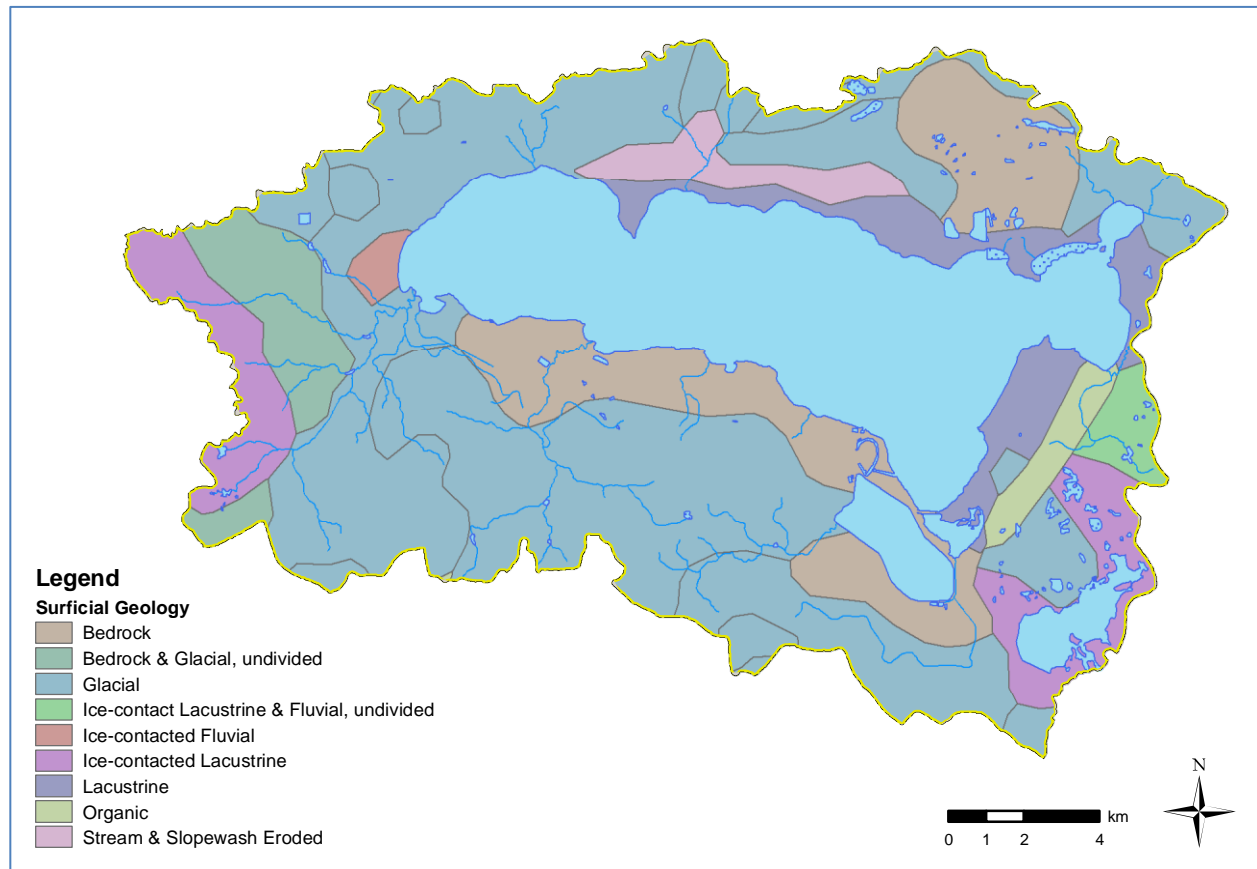 Legend
Surficial Geology
Bedrock
Bedrock & Glacial, undivided
Glacial
Ice-contact Lacustrine & Fluvial, undivided
Ice-contacted Fluvial
Ice-contacted Lacustrine
Lacustrine
Organic
Stream & Slopewash Eroded
N
km
0 1 2 4